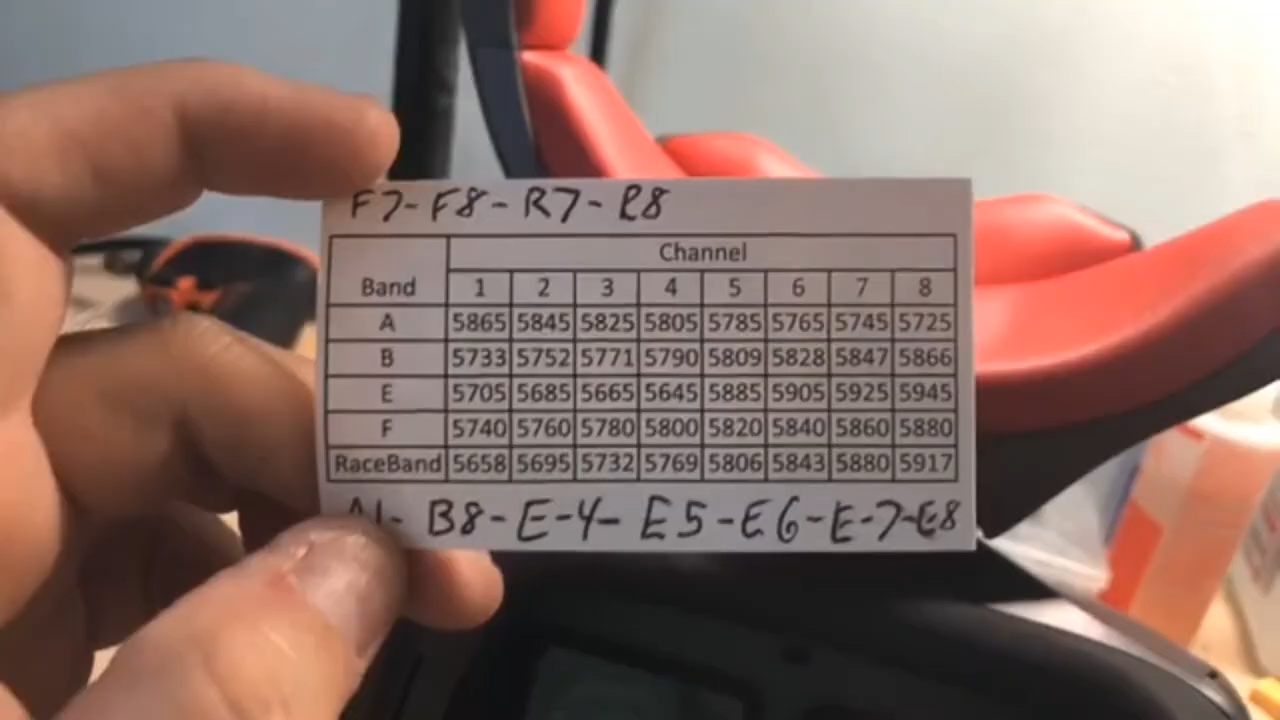 F7- F8 - R7 - R8
Channel
Band 1 2 3 4 5 6 7 8
A 5865 5845 5825 5805 5785 5765 5745 5725
B 5733 5752 5771 5790 5809 5828 5847 5866
E 5705 5685 5665 5645 5885 5905 5925 5945
F 5740 5760 5780 5800 5820 5840 5860 5880
RaceBand 5658 5695 5732 5769 5806 5843 5880 5917
A1- B8- E-4- E5-E6-E-7-E8